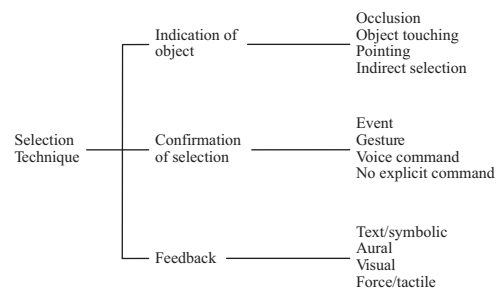 Selection
Technique
Indication of
object
Occlusion
Object touching
Pointing
Indirect selection
Confirmation
of selection
Event
Gesture
Voice command
No explicit command
Feedback
Text/symbolic
Aural
Visual
Force/tactile